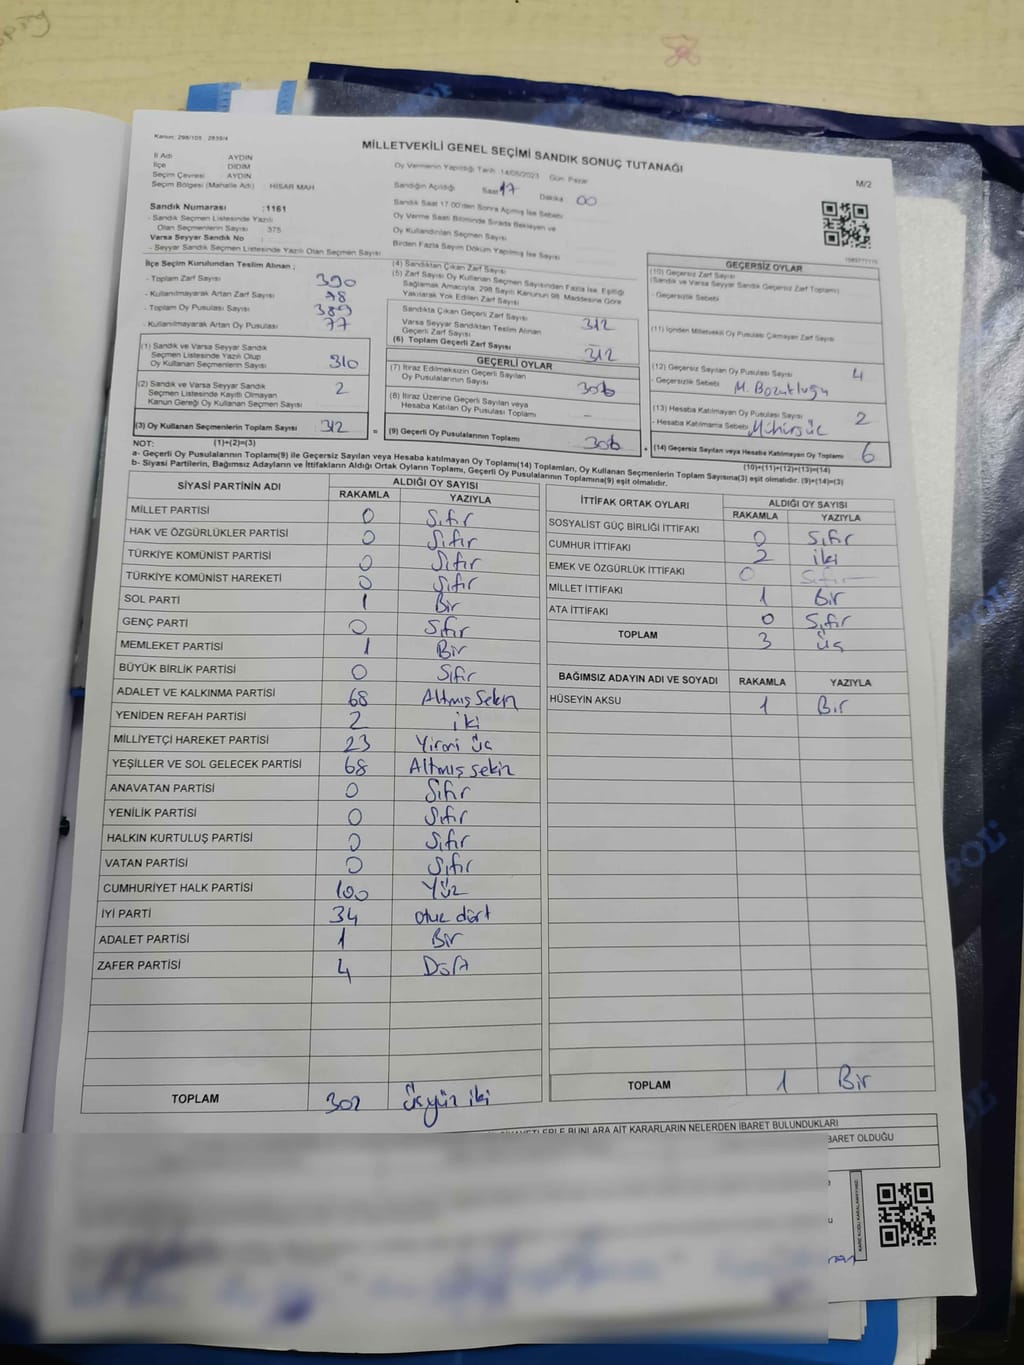 Kanun: 298/105 , 2839/4
MİLLETVEKİLİ GENEL SEÇİMİ SANDIK SONUÇ TUTANAĞI
M/2
İl Adı AYDIN
İlçe DİDİM
Seçim Çevresi AYDIN
Seçim Bölgesi (Mahalle Adı) HİSAR MAH
Oy Vermenin Yapıldığı Tarih 14/05/2023 Gün: Pazar
Sandığın Açıldığı Saat 17 Dakika 00
Sandık Saat 17:00'den Sonra Açılmış İse Sebebi
Oy Verme Saati Bitiminde Sırada Bekleyen ve
Oy Kullandırılan Seçmen Sayısı
Birden Fazla Sayım Döküm Yapılmış İse Sayısı
Sandık Numarası :1161
- Sandık Seçmen Listesinde Yazılı
Olan Seçmenlerin Sayısı : 375
Varsa Seyyar Sandık No
- Seyyar Sandık Seçmen Listesinde Yazılı Olan Seçmen Sayısı
İlçe Seçim Kurulundan Teslim Alınan ;
- Toplam Zarf Sayısı 390
- Kullanılmayarak Artan Zarf Sayısı 78
- Toplam Oy Pusulası Sayısı 389
- Kullanılmayarak Artan Oy Pusulası 77
(1) Sandık ve Varsa Seyyar Sandık
Seçmen Listesinde Yazılı Olup
Oy Kullanan Seçmenlerin Sayısı 310
(2) Sandık ve Varsa Seyyar Sandık
Seçmen Listesinde Kayıtlı Olmayan
Kanun Gereği Oy Kullanan Seçmen Sayısı 2
(3) Oy Kullanan Seçmenlerin Toplam Sayısı 312 =
(4) Sandıktan Çıkan Zarf Sayısı
(5) Zarf Sayısı Oy Kullanan Seçmen Sayısından Fazla İse, Eşitliği
Sağlamak Amacıyla, 298 Sayılı Kanunun 98. Maddesine Göre
Yakılarak Yok Edilen Zarf Sayısı
Sandıkta Çıkan Geçerli Zarf Sayısı 312
Varsa Seyyar Sandıktan Teslim Alınan
Geçerli Zarf Sayısı
(6) Toplam Geçerli Zarf Sayısı 312
GEÇERLİ OYLAR
(7) İtiraz Edilmeksizin Geçerli Sayılan
Oy Pusulalarının Sayısı 306
(8) İtiraz Üzerine Geçerli Sayılan veya
Hesaba Katılan Oy Pusulası Toplamı -
(9) Geçerli Oy Pusulalarının Toplamı 306 +
GEÇERSİZ OYLAR
(10) Geçersiz Zarf Sayısı
(Sandık ve Varsa Seyyar Sandık Geçersiz Zarf Toplamı)
- Geçersizlik Sebebi
(11) İçinden Milletvekili Oy Pusulası Çıkmayan Zarf Sayısı
(12) Geçersiz Sayılan Oy Pusulası Sayısı 4
- Geçersizlik Sebebi M. Bozukluğu
(13) Hesaba Katılmayan Oy Pusulası Sayısı 2
- Hesaba Katılmama Sebebi Mühürsüz
(14) Geçersiz Sayılan veya Hesaba Katılmayan Oy Toplamı 6
(10)+(11)+(12)+(13)=(14)
NOT: (1)+(2)=(3)
a- Geçerli Oy Pusulalarının Toplamı(9) ile Geçersiz Sayılan veya Hesaba katılmayan Oy Toplamı(14) Toplamları, Oy Kullanan Seçmenlerin Toplam Sayısına(3) eşit olmalıdır. (9)+(14)=(3)
b- Siyasi Partilerin, Bağımsız Adayların ve İttifakların Aldığı Ortak Oyların Toplamı, Geçerli Oy Pusulalarının Toplamına(9) eşit olmalıdır.
SİYASİ PARTİNİN ADI ALDIĞI OY SAYISI
RAKAMLA YAZIYLA
MİLLET PARTİSİ 0 Sıfır
HAK VE ÖZGÜRLÜKLER PARTİSİ 0 Sıfır
TÜRKİYE KOMÜNİST PARTİSİ 0 Sıfır
TÜRKİYE KOMÜNİST HAREKETİ 0 Sıfır
SOL PARTİ 1 Bir
GENÇ PARTİ 0 Sıfır
MEMLEKET PARTİSİ 1 Bir
BÜYÜK BİRLİK PARTİSİ 0 Sıfır
ADALET VE KALKINMA PARTİSİ 68 Altmış Sekiz
YENİDEN REFAH PARTİSİ 2 iki
MİLLİYETÇİ HAREKET PARTİSİ 23 Yirmi üç
YEŞİLLER VE SOL GELECEK PARTİSİ 68 Altmış sekiz
ANAVATAN PARTİSİ 0 Sıfır
YENİLİK PARTİSİ 0 Sıfır
HALKIN KURTULUŞ PARTİSİ 0 Sıfır
VATAN PARTİSİ 0 Sıfır
CUMHURİYET HALK PARTİSİ 100 Yüz
İYİ PARTİ 34 otuz dört
ADALET PARTİSİ 1 Bir
ZAFER PARTİSİ 4 Dört
TOPLAM 302 üçyüz iki
İTTİFAK ORTAK OYLARI ALDIĞI OY SAYISI
RAKAMLA YAZIYLA
SOSYALİST GÜÇ BİRLİĞİ İTTİFAKI 0 Sıfır
CUMHUR İTTİFAKI 2 iki
EMEK VE ÖZGÜRLÜK İTTİFAKI 0 Sıfır
MİLLET İTTİFAKI 1 Bir
ATA İTTİFAKI 0 Sıfır
TOPLAM 3 üç
BAĞIMSIZ ADAYIN ADI VE SOYADI RAKAMLA YAZIYLA
HÜSEYİN AKSU 1 Bir
TOPLAM 1 Bir
BUNLARA AİT KARARLARIN NELERDEN İBARET BULUNDUKLARI
İBARET OLDUĞU